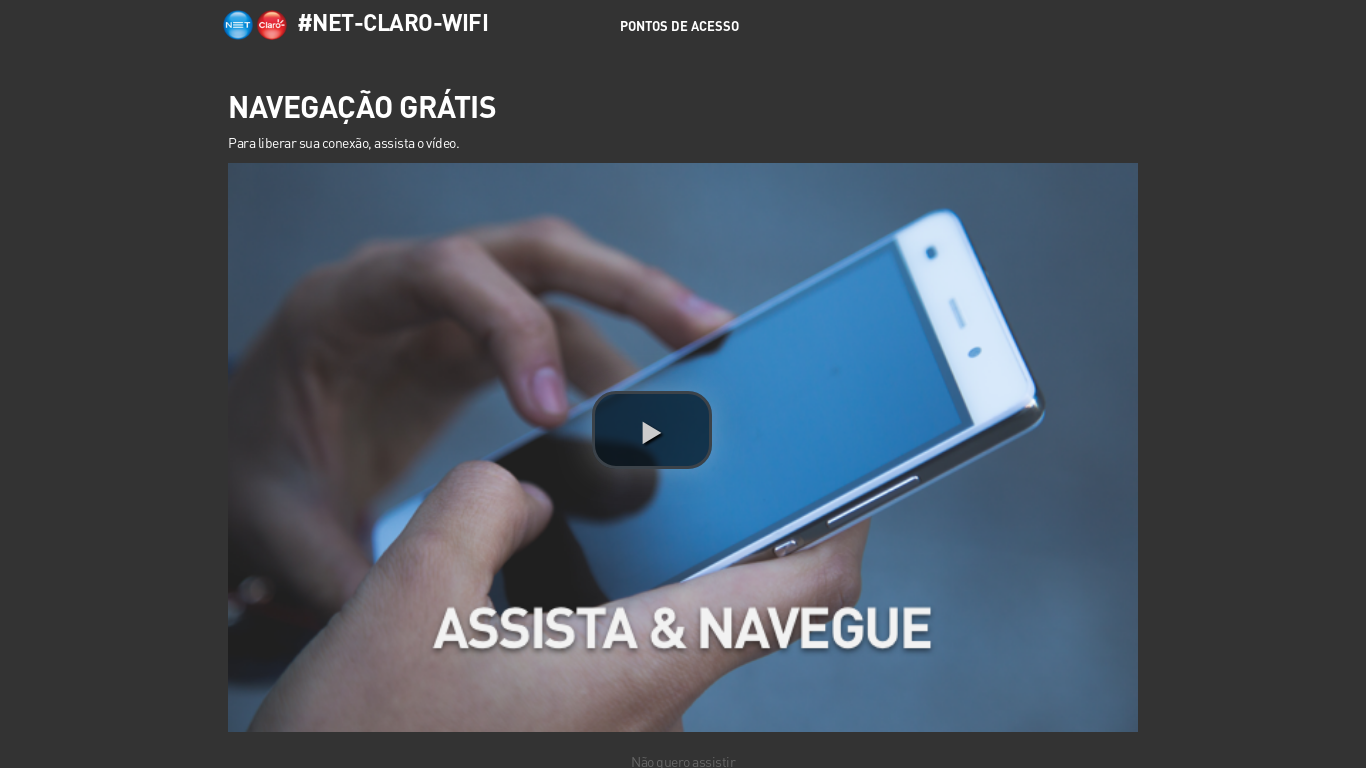 NET Claro #NET-CLARO-WIFI
PONTOS DE ACESSO
NAVEGAÇÃO GRÁTIS
Para liberar sua conexão, assista o vídeo.
ASSISTA & NAVEGUE
Não quero assistir